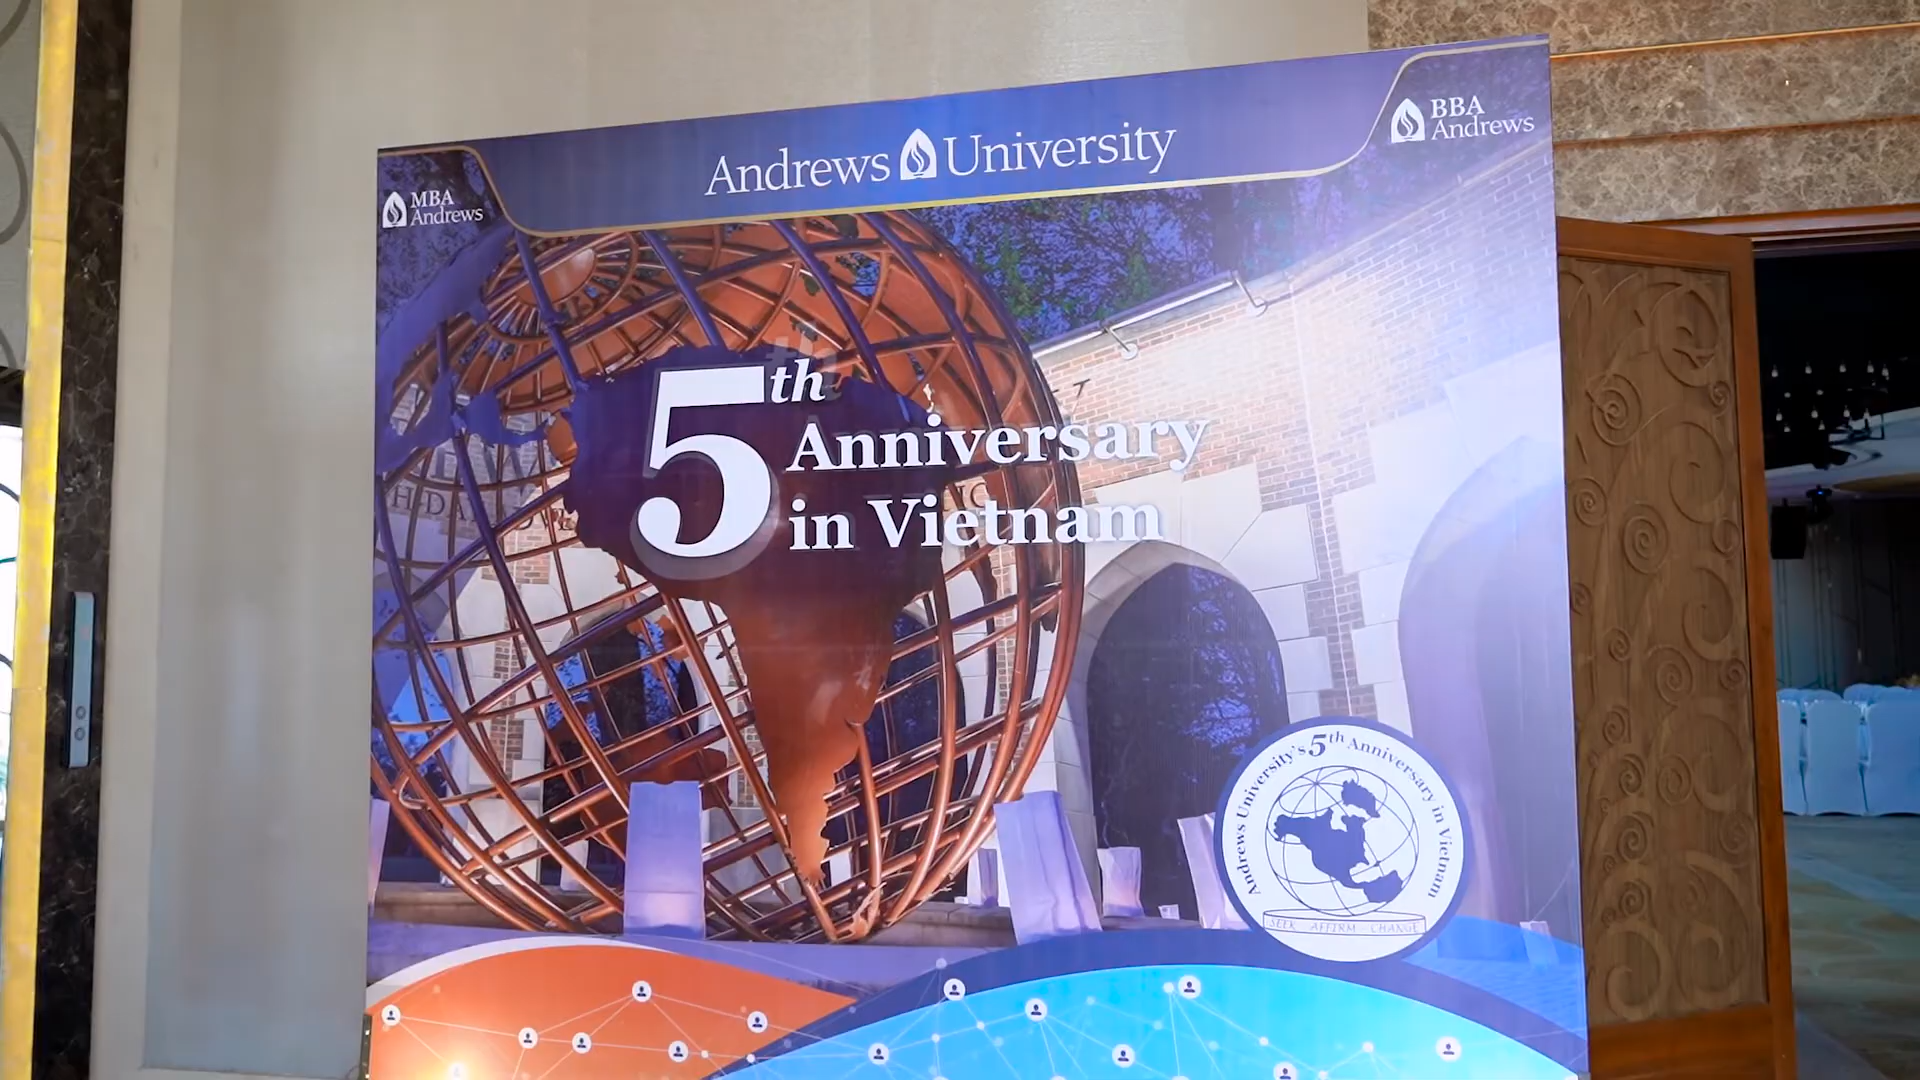 Andrews University
BBA
Andrews
MBA
Andrews
5th
Anniversary
in Vietnam
Andrews University's 5th Anniversary in Vietnam
SEEK AFFIRM CHANGE